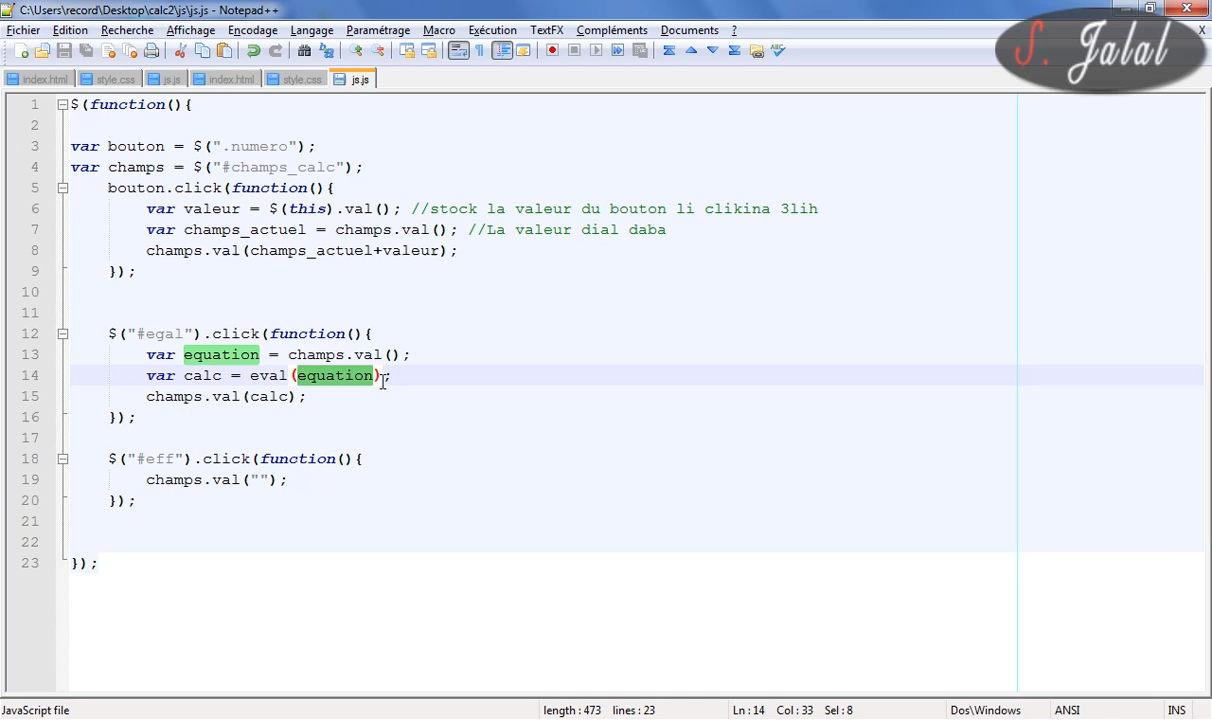 C:\Users\record\Desktop\calc2\js\js.js - Notepad++
Fichier Edition Recherche Affichage Encodage Langage Paramétrage Macro Exécution TextFX Compléments Documents ? X
S. Jalal
index.html style.css js.js index.html style.css js.js
1 $(function(){
2
3 var bouton = $(".numero");
4 var champs = $("#champs_calc");
5 bouton.click(function(){
6 var valeur = $(this).val(); //stock la valeur du bouton li clikina 3lih
7 var champs_actuel = champs.val(); //La valeur dial daba
8 champs.val(champs_actuel+valeur);
9 });
10
11
12 $("#egal").click(function(){
13 var equation = champs.val();
14 var calc = eval(equation);
15 champs.val(calc);
16 });
17
18 $("#eff").click(function(){
19 champs.val("");
20 });
21
22
23 });
JavaScript file length : 473 lines : 23 Ln : 14 Col : 33 Sel : 8 Dos\Windows ANSI INS